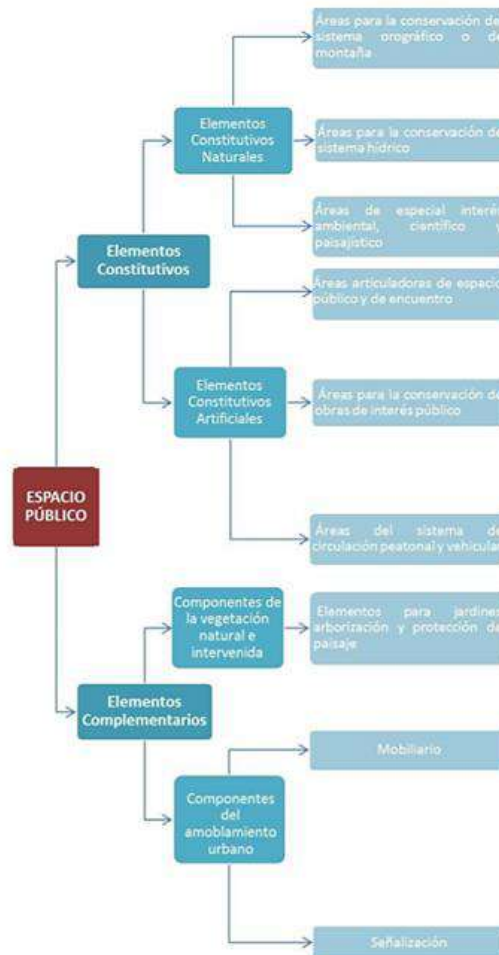 Áreas para la conservación de
sistema orográfico o de
montaña
Elementos
Constitutivos
Naturales
Áreas para la conservación de
sistema hídrico
Áreas de especial interés
ambiental, científico y
paisajístico
Elementos
Constitutivos
Áreas articuladoras de espacio
público y de encuentro
Elementos
Constitutivos
Artificiales
Áreas para la conservación de
obras de interés público
Áreas del sistema de
circulación peatonal y vehicular
ESPACIO
PÚBLICO
Componentes de
la vegetación
natural e
intervenida
Elementos para jardines
arborización y protección de
paisaje
Elementos
Complementarios
Mobiliario
Componentes
del
amoblamiento
urbano
Señalización